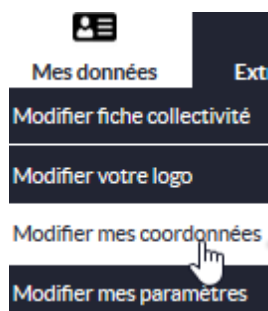 Mes données
Ext
Modifier fiche collectivité
Modifier votre logo
Modifier mes coordonnées
Modifier mes paramètres